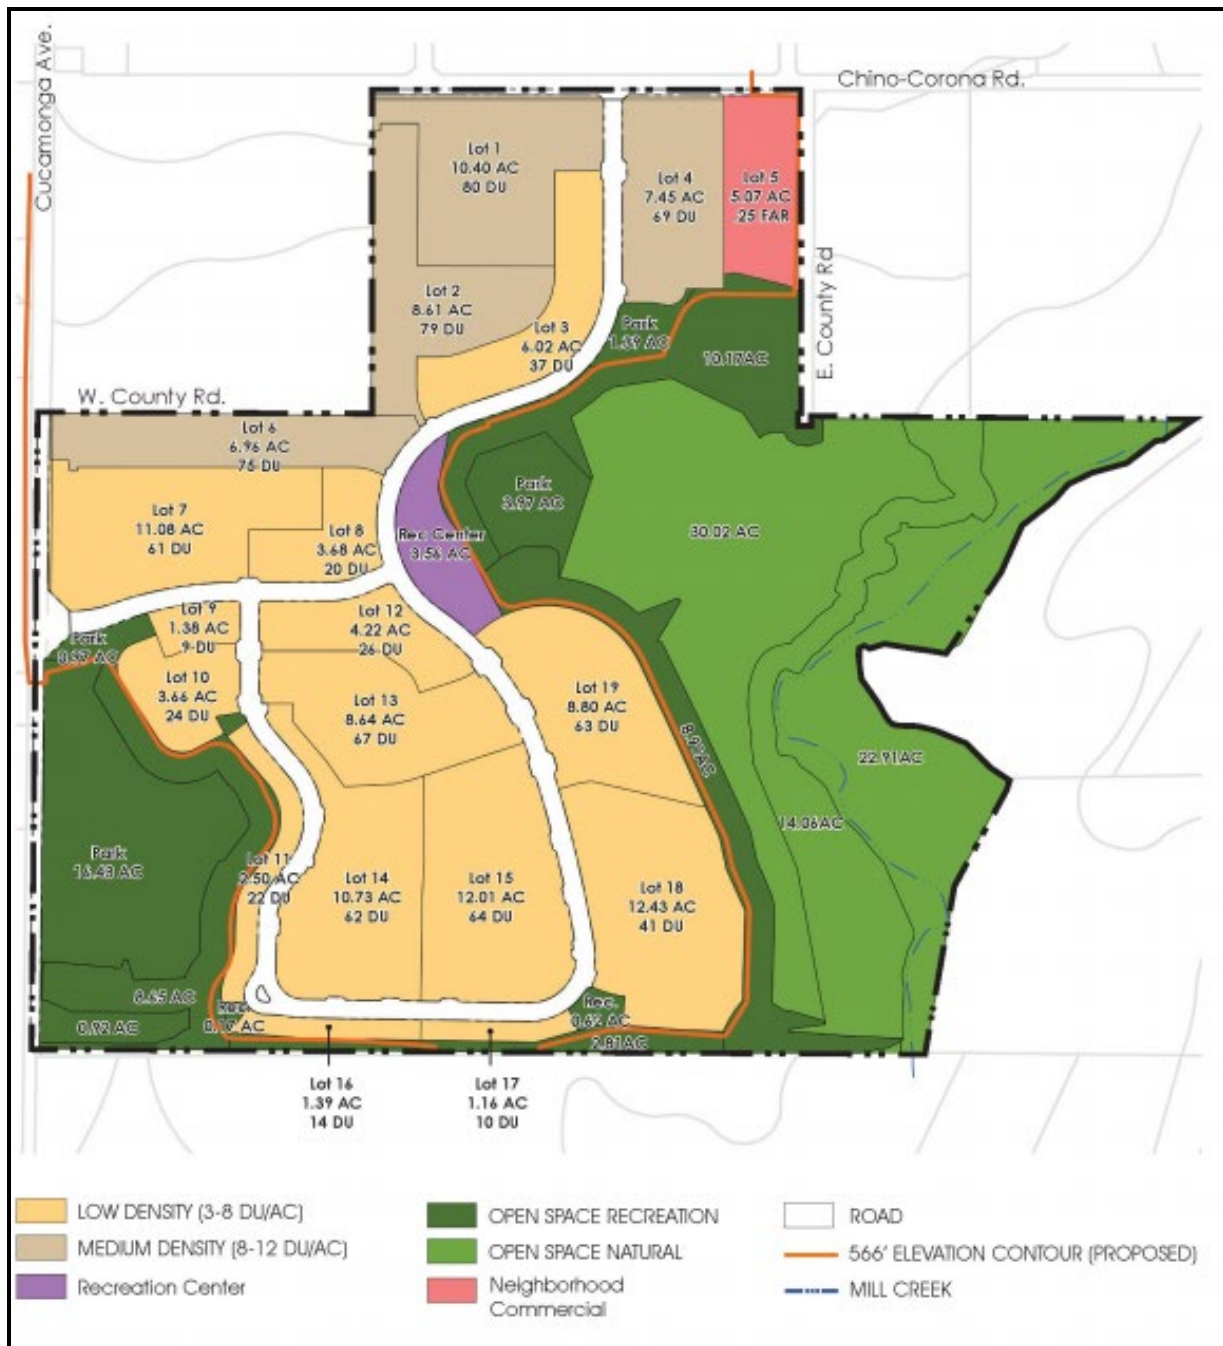 Cucamonga Ave.
Chino-Corona Rd.
Lot 1
10.40 AC
80 DU
Lot 4
7.45 AC
69 DU
Lot 5
5.07 AC
.25 FAR
E. County Rd
Lot 2
8.61 AC
79 DU
Lot 3
6.02 AC
37 DU
Park
1.39 AC
10.17AC
W. County Rd.
Lot 6
6.96 AC
75 DU
Park
3.97 AC
Lot 7
11.08 AC
61 DU
Lot 8
3.68 AC
20 DU
Rec Center
3.56 AC
30.02 AC
Lot 9
1.38 AC
9 DU
Lot 12
4.22 AC
26 DU
Park
0.97 AC
Lot 10
3.66 AC
24 DU
Lot 13
8.64 AC
67 DU
Lot 19
8.80 AC
63 DU
22.91AC
14.06AC
Park
16.43 AC
Lot 11
2.50 AC
22 DU
Lot 14
10.73 AC
62 DU
Lot 15
12.01 AC
64 DU
Lot 18
12.43 AC
41 DU
8.65 AC
0.92 AC
Rec.
0.17 AC
Rec.
0.62 AC
2.81AC
Lot 16
1.39 AC
14 DU
Lot 17
1.16 AC
10 DU
LOW DENSITY (3-8 DU/AC)
MEDIUM DENSITY (8-12 DU/AC)
Recreation Center
OPEN SPACE RECREATION
OPEN SPACE NATURAL
Neighborhood
Commercial
ROAD
566' ELEVATION CONTOUR (PROPOSED)
MILL CREEK